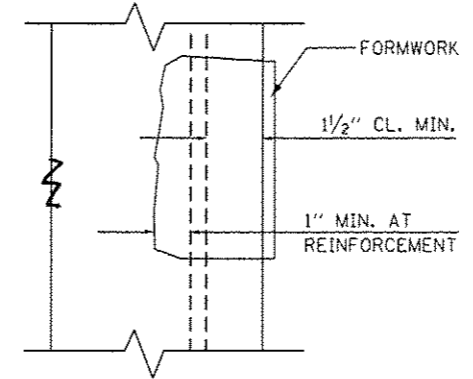 FORMWORK
1½" CL. MIN.
1" MIN. AT
REINFORCEMENT